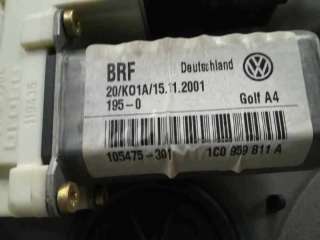 BRF Deutschland
20/K01A/15.11.2001
195-0 Golf A4
105475-301 1C0 959 811 A